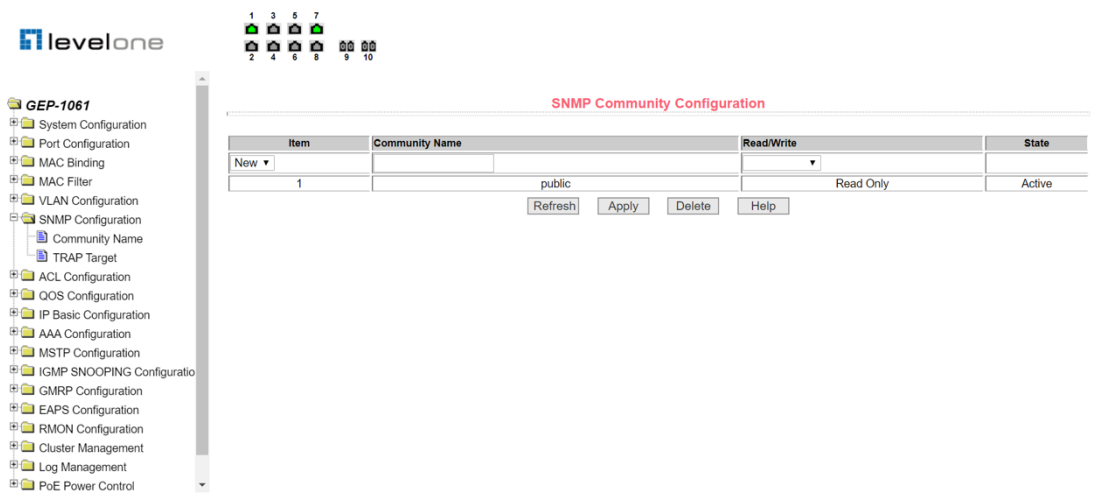 1 3 5 7
levelone
2 4 6 8 9 10
GEP-1061
SNMP Community Configuration
System Configuration
Port Configuration
Item Community Name Read/Write State
MAC Binding
New
MAC Filter
1 public Read Only Active
VLAN Configuration
Refresh Apply Delete Help
SNMP Configuration
Community Name
TRAP Target
ACL Configuration
QOS Configuration
IP Basic Configuration
AAA Configuration
MSTP Configuration
IGMP SNOOPING Configuratio
GMRP Configuration
EAPS Configuration
RMON Configuration
Cluster Management
Log Management
PoE Power Control